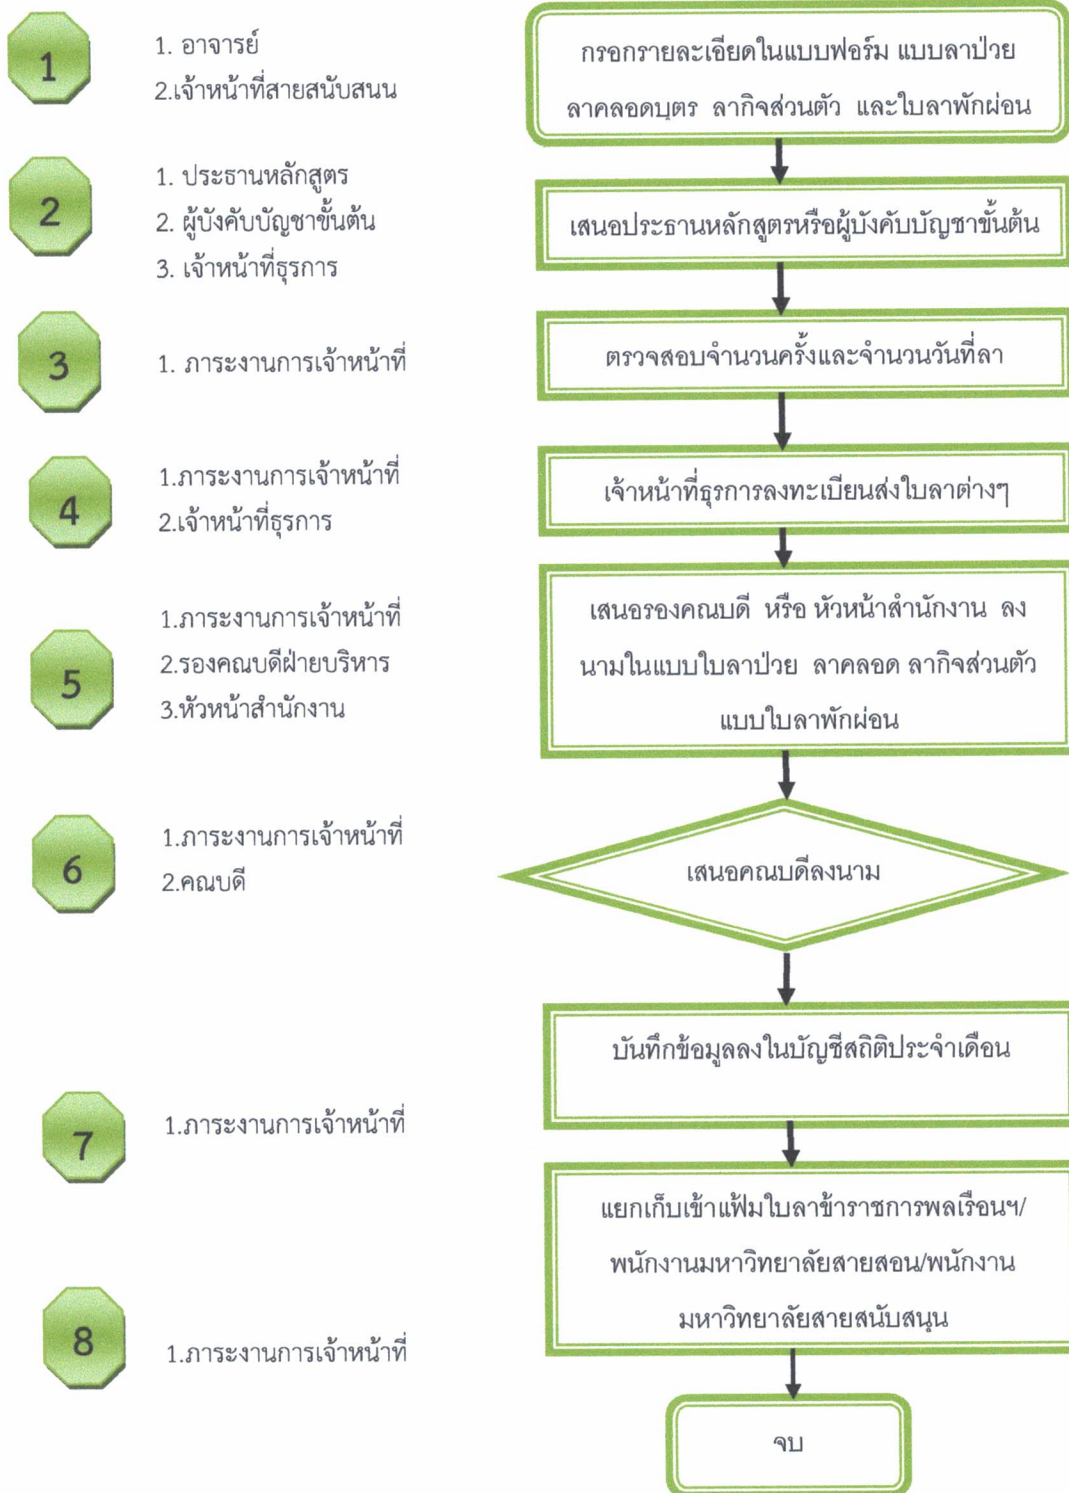 1
1. อาจารย์
2.เจ้าหน้าที่สายสนับสนน
กรอกรายละเอียดในแบบฟอร์ม แบบลาป่วย
ลาคลอดบุตร ลากิจส่วนตัว และใบลาพักผ่อน
2
1. ประธานหลักสูตร
2. ผู้บังคับบัญชาขั้นต้น
3. เจ้าหน้าที่ธุรการ
เสนอประธานหลักสูตรหรือผู้บังคับบัญชาขั้นต้น
3
1. ภาระงานการเจ้าหน้าที่
ตรวจสอบจำนวนครั้งและจำนวนวันที่ลา
4
1.ภาระงานการเจ้าหน้าที่
2.เจ้าหน้าที่ธุรการ
เจ้าหน้าที่ธุรการลงทะเบียนส่งใบลาต่างๆ
5
1.ภาระงานการเจ้าหน้าที่
2.รองคณบดีฝ่ายบริหาร
3.หัวหน้าสำนักงาน
เสนอรองคณบดี หรือ หัวหน้าสำนักงาน ลง
นามในแบบใบลาป่วย ลาคลอด ลากิจส่วนตัว
แบบใบลาพักผ่อน
6
1.ภาระงานการเจ้าหน้าที่
2.คณบดี
เสนอคณบดีลงนาม
บันทึกข้อมูลลงในบัญชีสถิติประจำเดือน
7
1.ภาระงานการเจ้าหน้าที่
แยกเก็บเข้าแฟ้มใบลาข้าราชการพลเรือนฯ/
พนักงานมหาวิทยาลัยสายสอน/พนักงาน
มหาวิทยาลัยสายสนับสนุน
8
1.ภาระงานการเจ้าหน้าที่
จบ